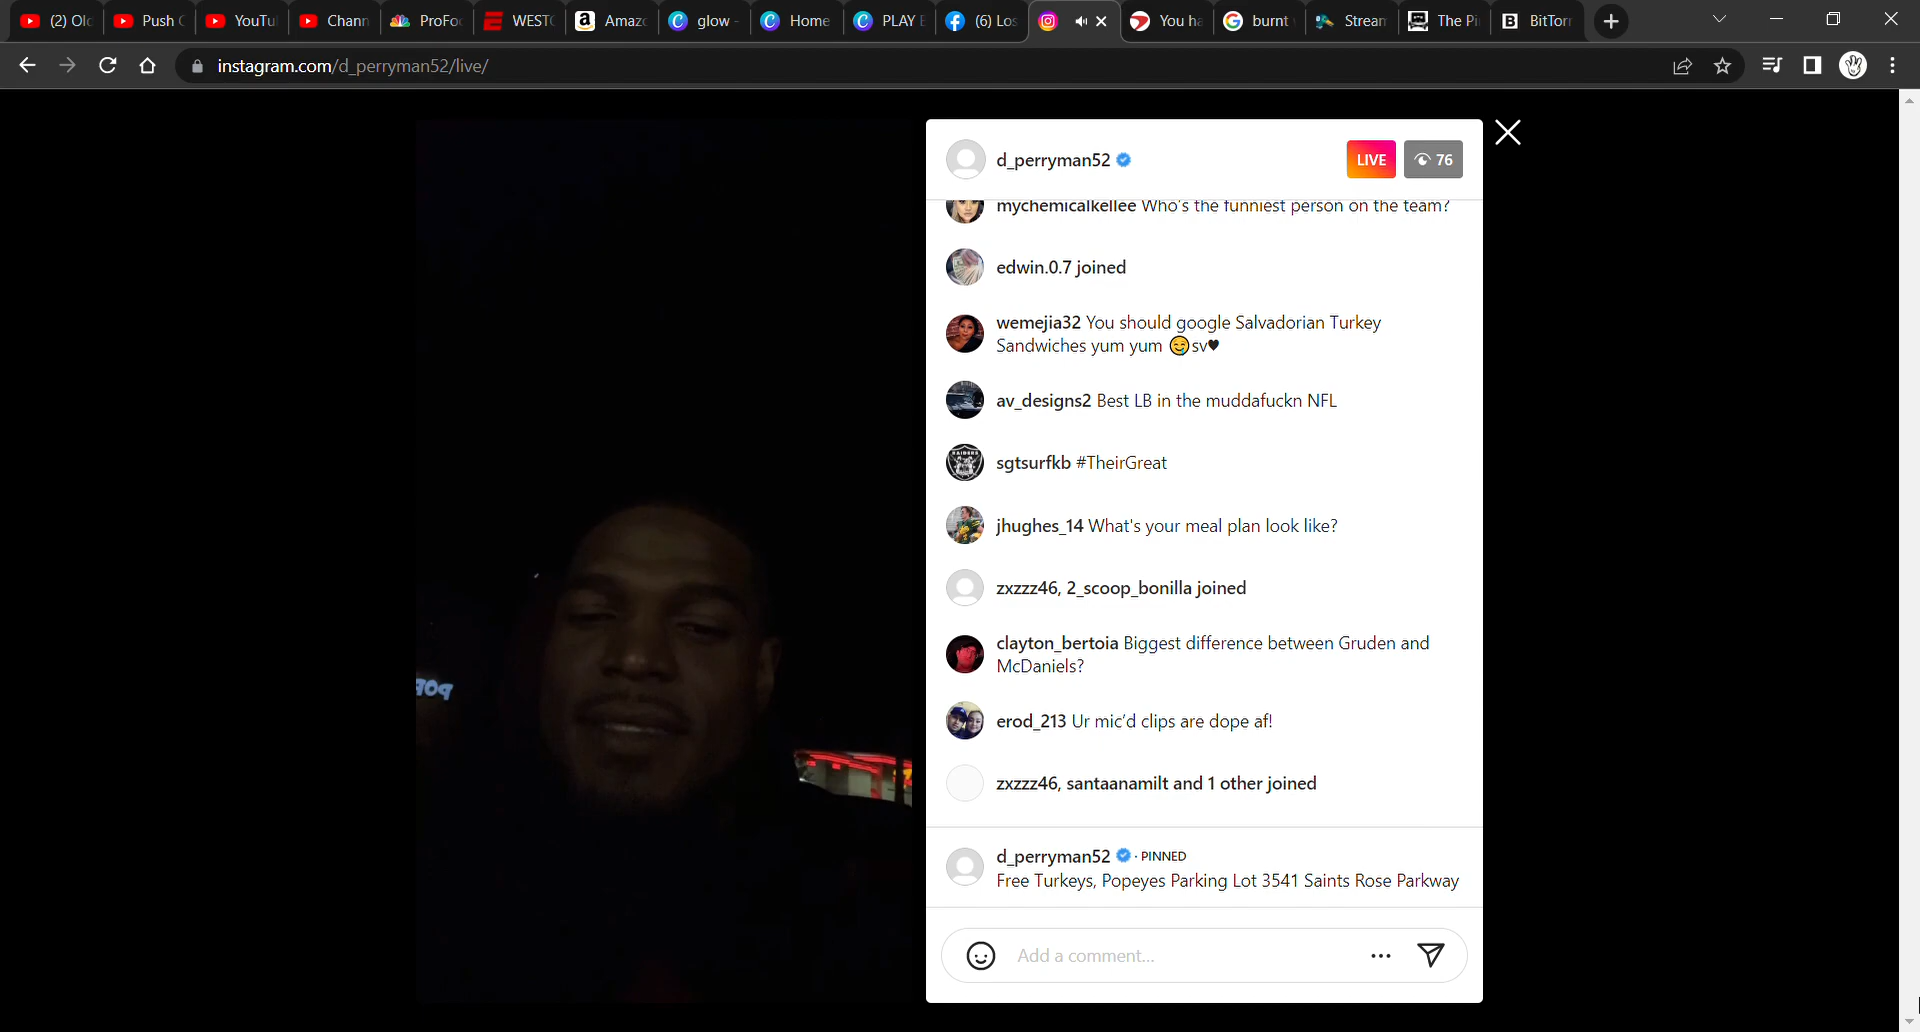 (2) Old
Push
YouTu
Chann
ProFo
WEST
Amaz
glow -
Home
PLAY
(6) Los
You ha
burnt
Stream
The Pi
BitTorr
instagram.com/d_perryman52/live/
d_perryman52
LIVE
76
mychemicalkellee Who's the funniest person on the team?
edwin.0.7 joined
wemejia32 You should google Salvadorian Turkey
Sandwiches yum yum 🤤sv♥
av_designs2 Best LB in the muddafuckn NFL
RAIDERS
sgtsurfkb #TheirGreat
jhughes_14 What's your meal plan look like?
zxzzz46, 2_scoop_bonilla joined
clayton_bertoia Biggest difference between Gruden and
McDaniels?
POP
erod_213 Ur mic'd clips are dope af!
zxzzz46, santaanamilt and 1 other joined
d_perryman52 · PINNED
Free Turkeys, Popeyes Parking Lot 3541 Saints Rose Parkway
Add a comment...